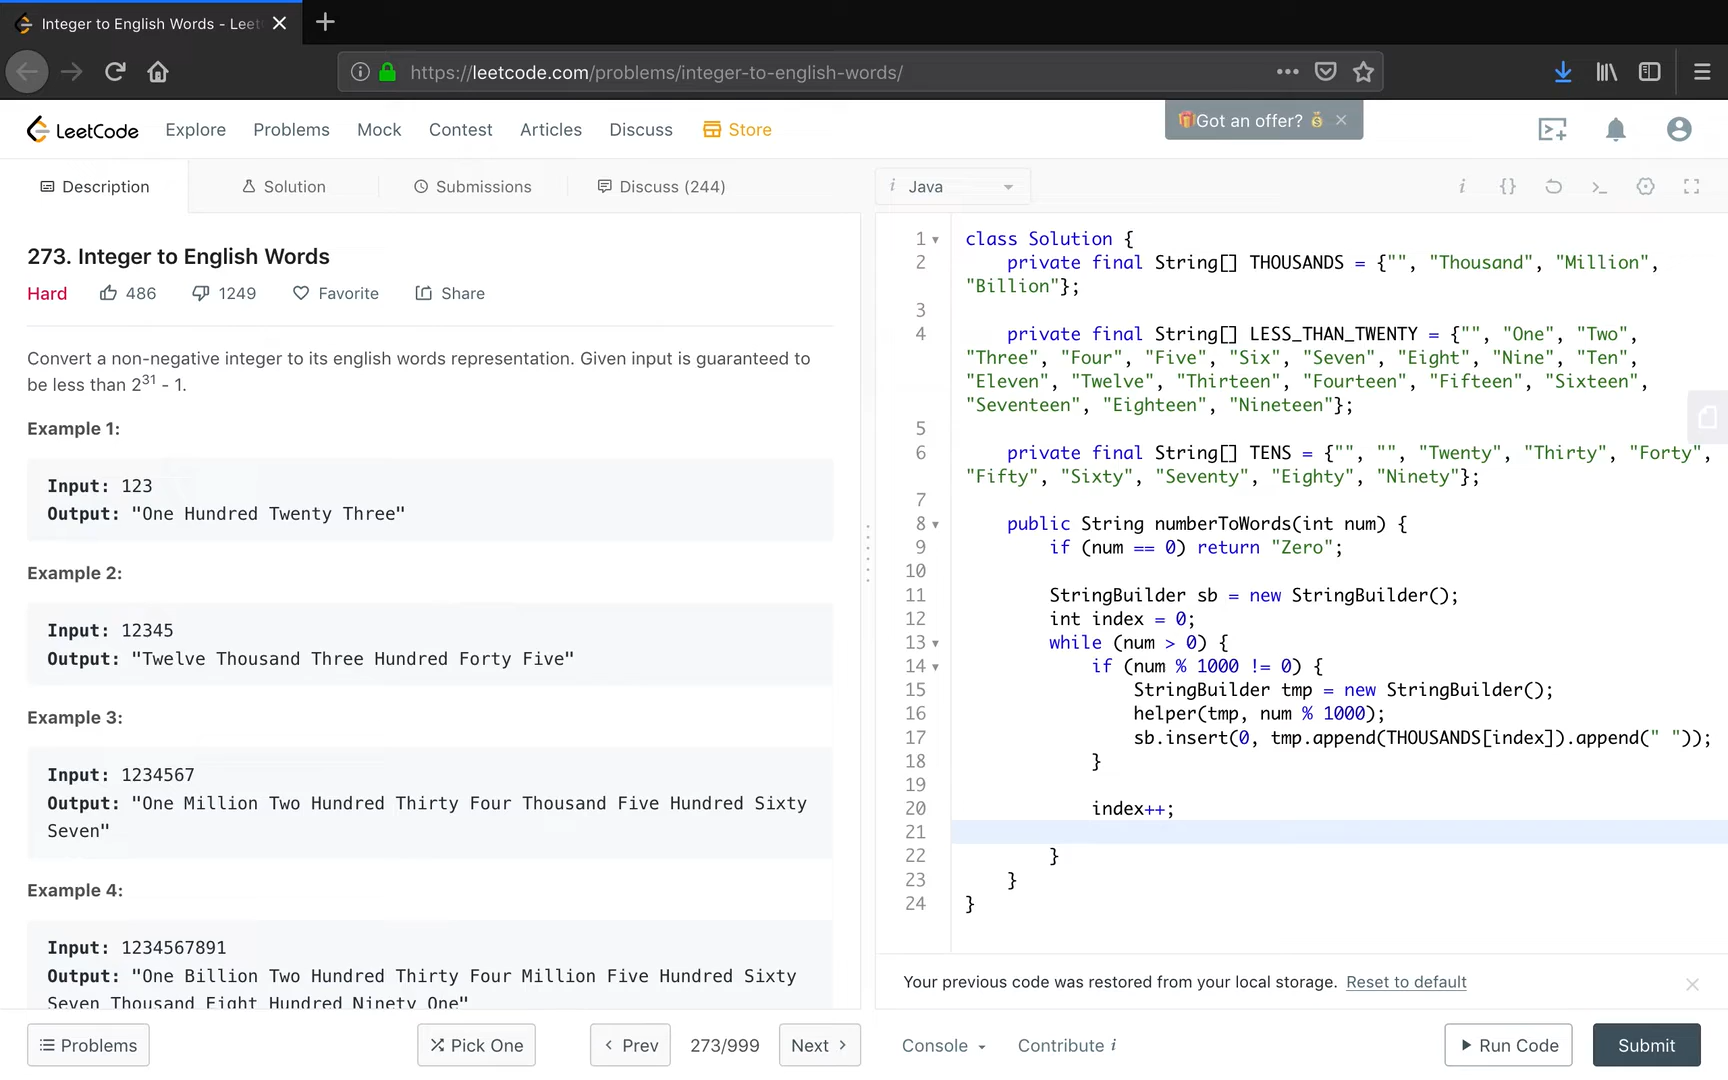 Integer to English Words - Leet
https://leetcode.com/problems/integer-to-english-words/
LeetCode Explore Problems Mock Contest Articles Discuss Store
Got an offer?
Description Solution Submissions Discuss (244)
273. Integer to English Words
Hard 486 1249 Favorite Share
Convert a non-negative integer to its english words representation. Given input is guaranteed to
be less than 2^31 - 1.
Example 1:
Input: 123
Output: "One Hundred Twenty Three"
Example 2:
Input: 12345
Output: "Twelve Thousand Three Hundred Forty Five"
Example 3:
Input: 1234567
Output: "One Million Two Hundred Thirty Four Thousand Five Hundred Sixty
Seven"
Example 4:
Input: 1234567891
Output: "One Billion Two Hundred Thirty Four Million Five Hundred Sixty
Seven Thousand Eight Hundred Ninety One"
Problems Pick One Prev 273/999 Next
i Java
i {} >_
1 class Solution {
2 private final String[] THOUSANDS = {"", "Thousand", "Million",
"Billion"};
3
4 private final String[] LESS_THAN_TWENTY = {"", "One", "Two",
"Three", "Four", "Five", "Six", "Seven", "Eight", "Nine", "Ten",
"Eleven", "Twelve", "Thirteen", "Fourteen", "Fifteen", "Sixteen",
"Seventeen", "Eighteen", "Nineteen"};
5
6 private final String[] TENS = {"", "", "Twenty", "Thirty", "Forty",
"Fifty", "Sixty", "Seventy", "Eighty", "Ninety"};
7
8 public String numberToWords(int num) {
9 if (num == 0) return "Zero";
10
11 StringBuilder sb = new StringBuilder();
12 int index = 0;
13 while (num > 0) {
14 if (num % 1000 != 0) {
15 StringBuilder tmp = new StringBuilder();
16 helper(tmp, num % 1000);
17 sb.insert(0, tmp.append(THOUSANDS[index]).append(" "));
18 }
19
20 index++;
21
22 }
23 }
24 }
Your previous code was restored from your local storage. Reset to default
Console Contribute i Run Code Submit